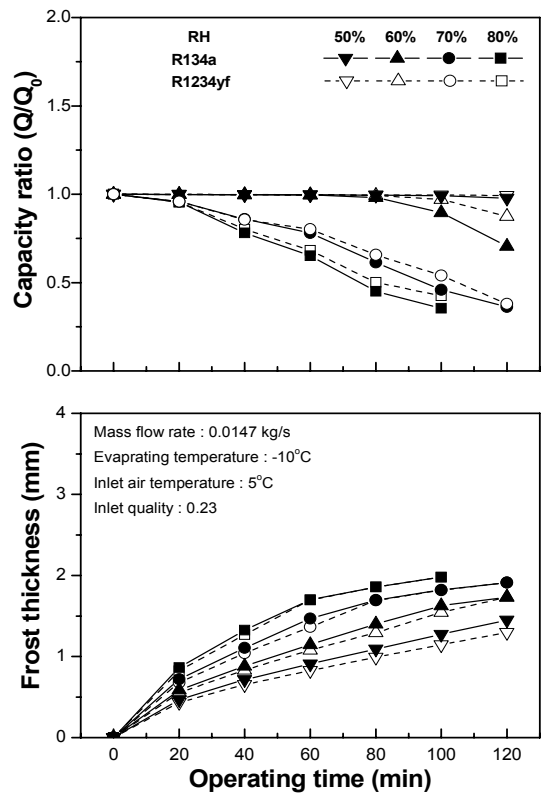 RH 50% 60% 70% 80%
R134a
R1234yf
Capacity ratio (Q/Q0)
2.0
1.5
1.0
0.5
0.0
Mass flow rate : 0.0147 kg/s
Evaprating temperature : -10°C
Inlet air temperature : 5°C
Inlet quality : 0.23
Frost thickness (mm)
4
3
2
1
0
0 20 40 60 80 100 120
Operating time (min)